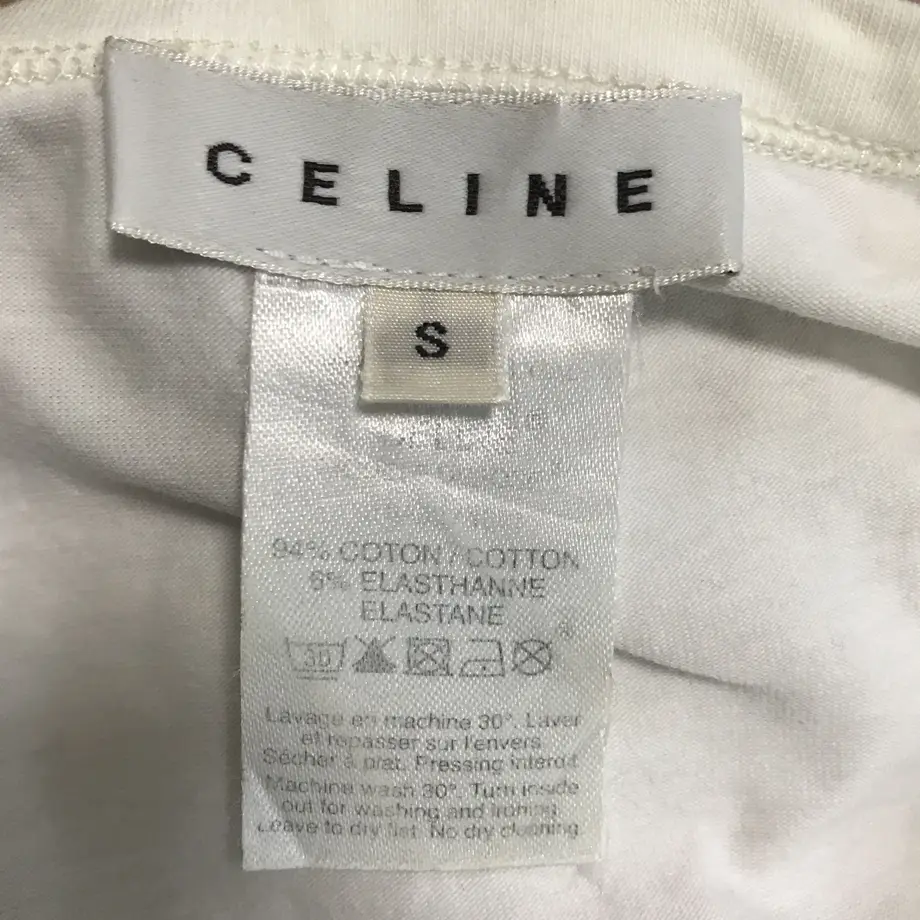 CELINE
S
94% COTON / COTTON
6% ELASTHANNE
ELASTANE
30
Lavage en machine 30°. Laver
et repasser sur l'envers.
Sécher à plat. Pressing interdit
Machine wash 30°. Turn inside
out for washing and ironing.
Leave to dry flat. No dry cleaning